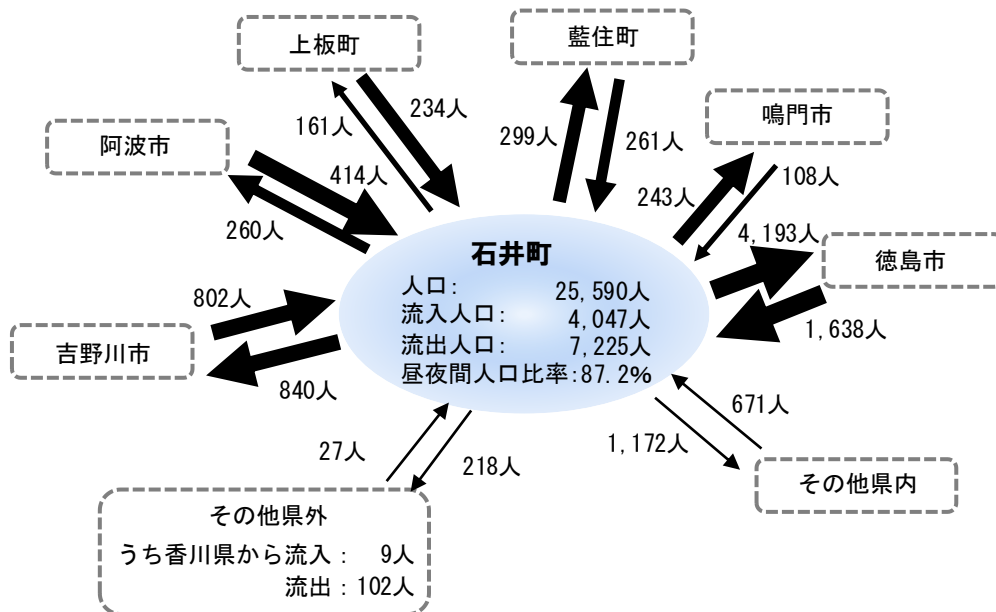 上板町
藍住町
鳴門市
阿波市
徳島市
吉野川市
234人
161人
299人
261人
414人
260人
243人
108人
4,193人
1,638人
802人
840人
石井町
人口: 25,590人
流入人口: 4,047人
流出人口: 7,225人
昼夜間人口比率:87.2%
27人
218人
671人
1,172人
その他県内
その他県外
うち香川県から流入: 9人
流出:102人